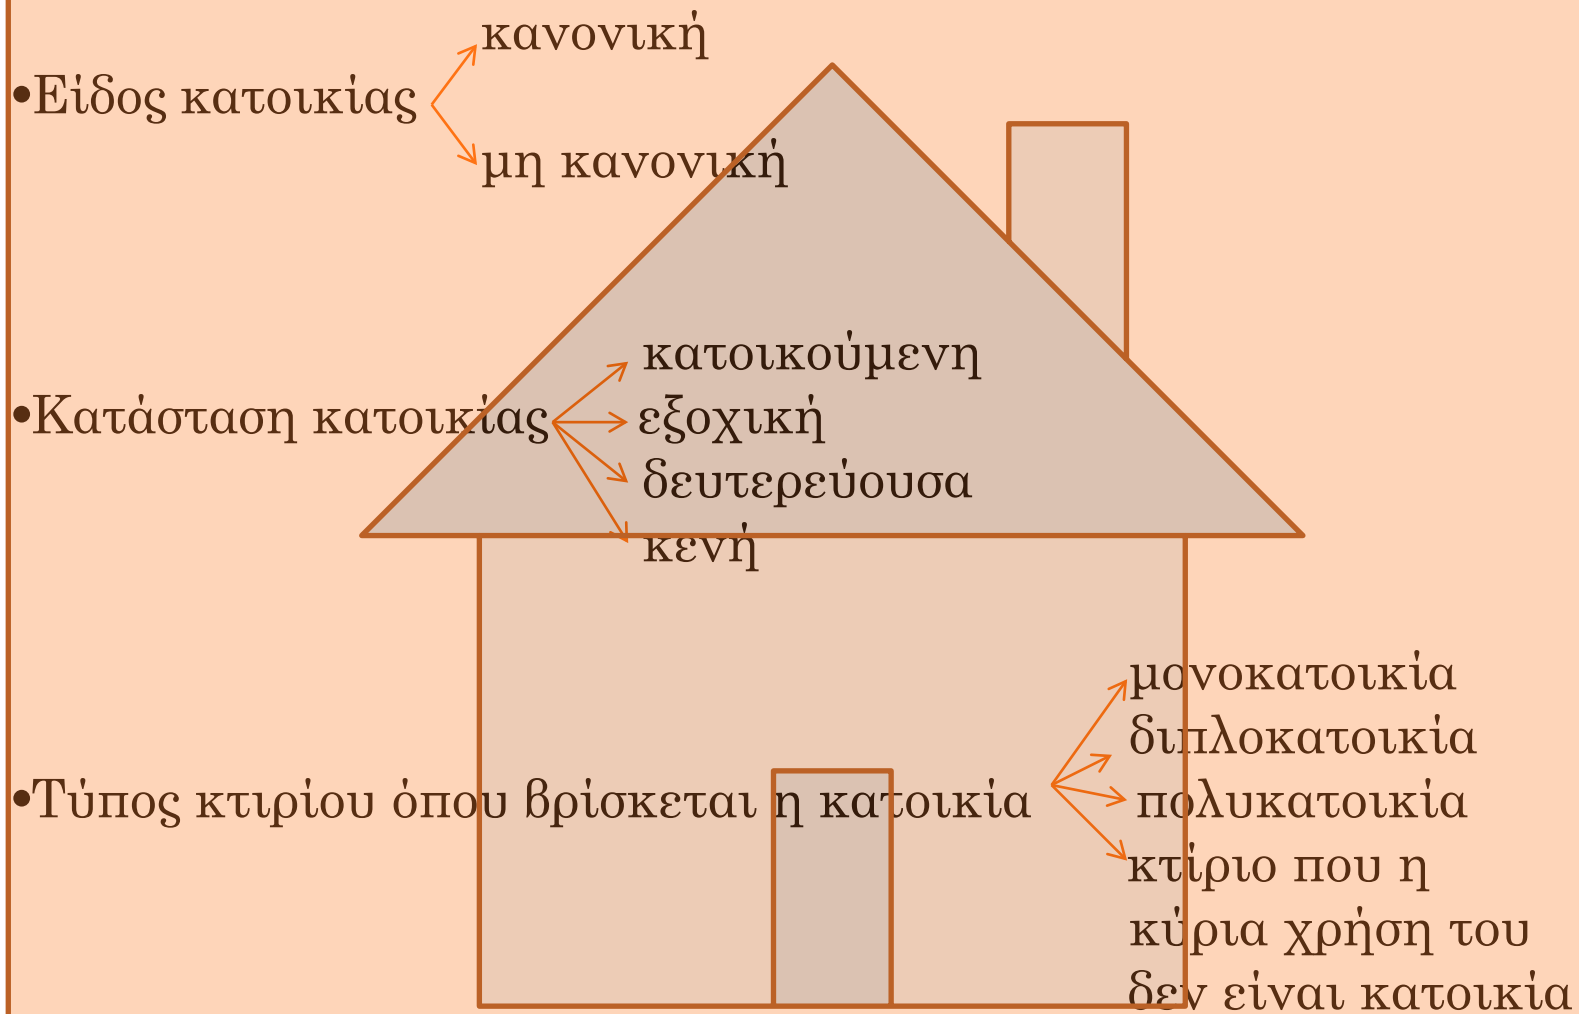 κανονική
•Είδος κατοικίας
μη κανονική
κατοικούμενη
•Κατάσταση κατοικίας εξοχική
δευτερεύουσα
κενή
μονοκατοικία
διπλοκατοικία
•Τύπος κτιρίου όπου βρίσκεται η κατοικία πολυκατοικία
κτίριο που η
κύρια χρήση του
δεν είναι κατοικία